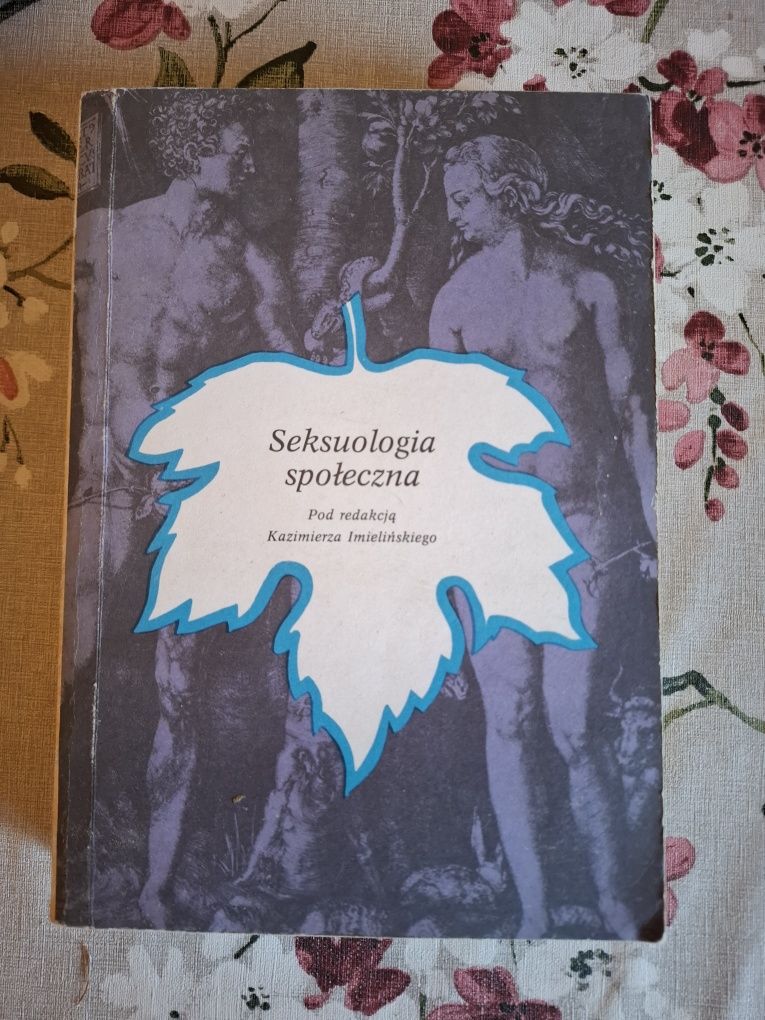 Seksuologia
społeczna
Pod redakcją
Kazimierza Imielińskiego